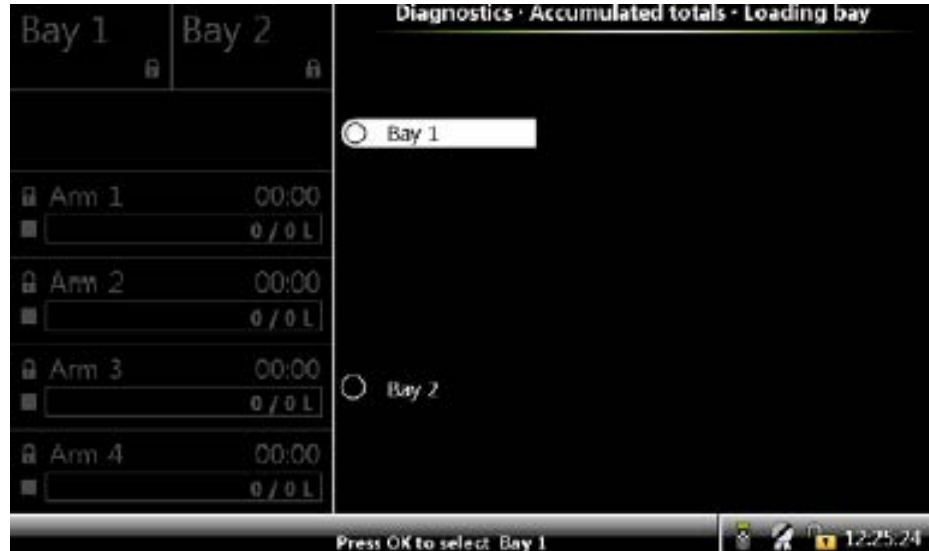 Bay 1
Bay 2
Arm 1 00:00
0 / 0 L
Arm 2 00:00
0 / 0 L
Arm 3 00:00
0 / 0 L
Arm 4 00:00
0 / 0 L
Diagnostics · Accumulated totals · Loading bay
Bay 1
Bay 2
Press OK to select Bay 1
12:25:24